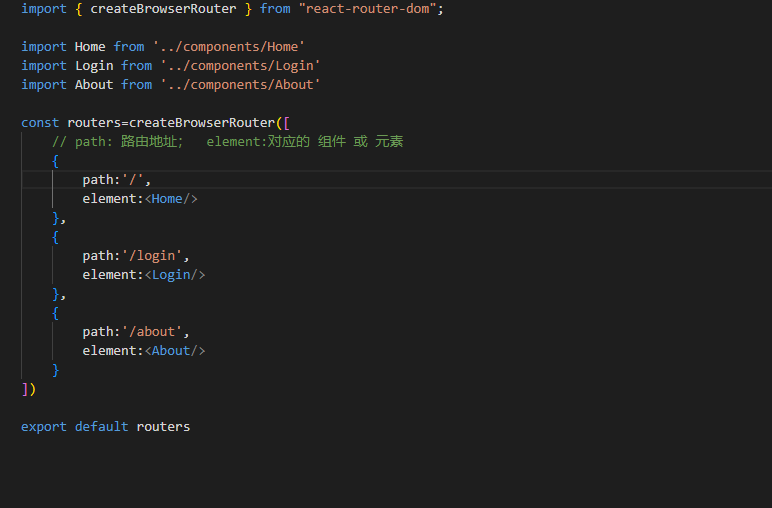 import { createBrowserRouter } from "react-router-dom";
import Home from '../components/Home'
import Login from '../components/Login'
import About from '../components/About'
const routers=createBrowserRouter([
// path: 路由地址;  element:对应的 组件 或 元素
{
path:'/',
element:<Home/>
},
{
path:'/login',
element:<Login/>
},
{
path:'/about',
element:<About/>
}
])
export default routers